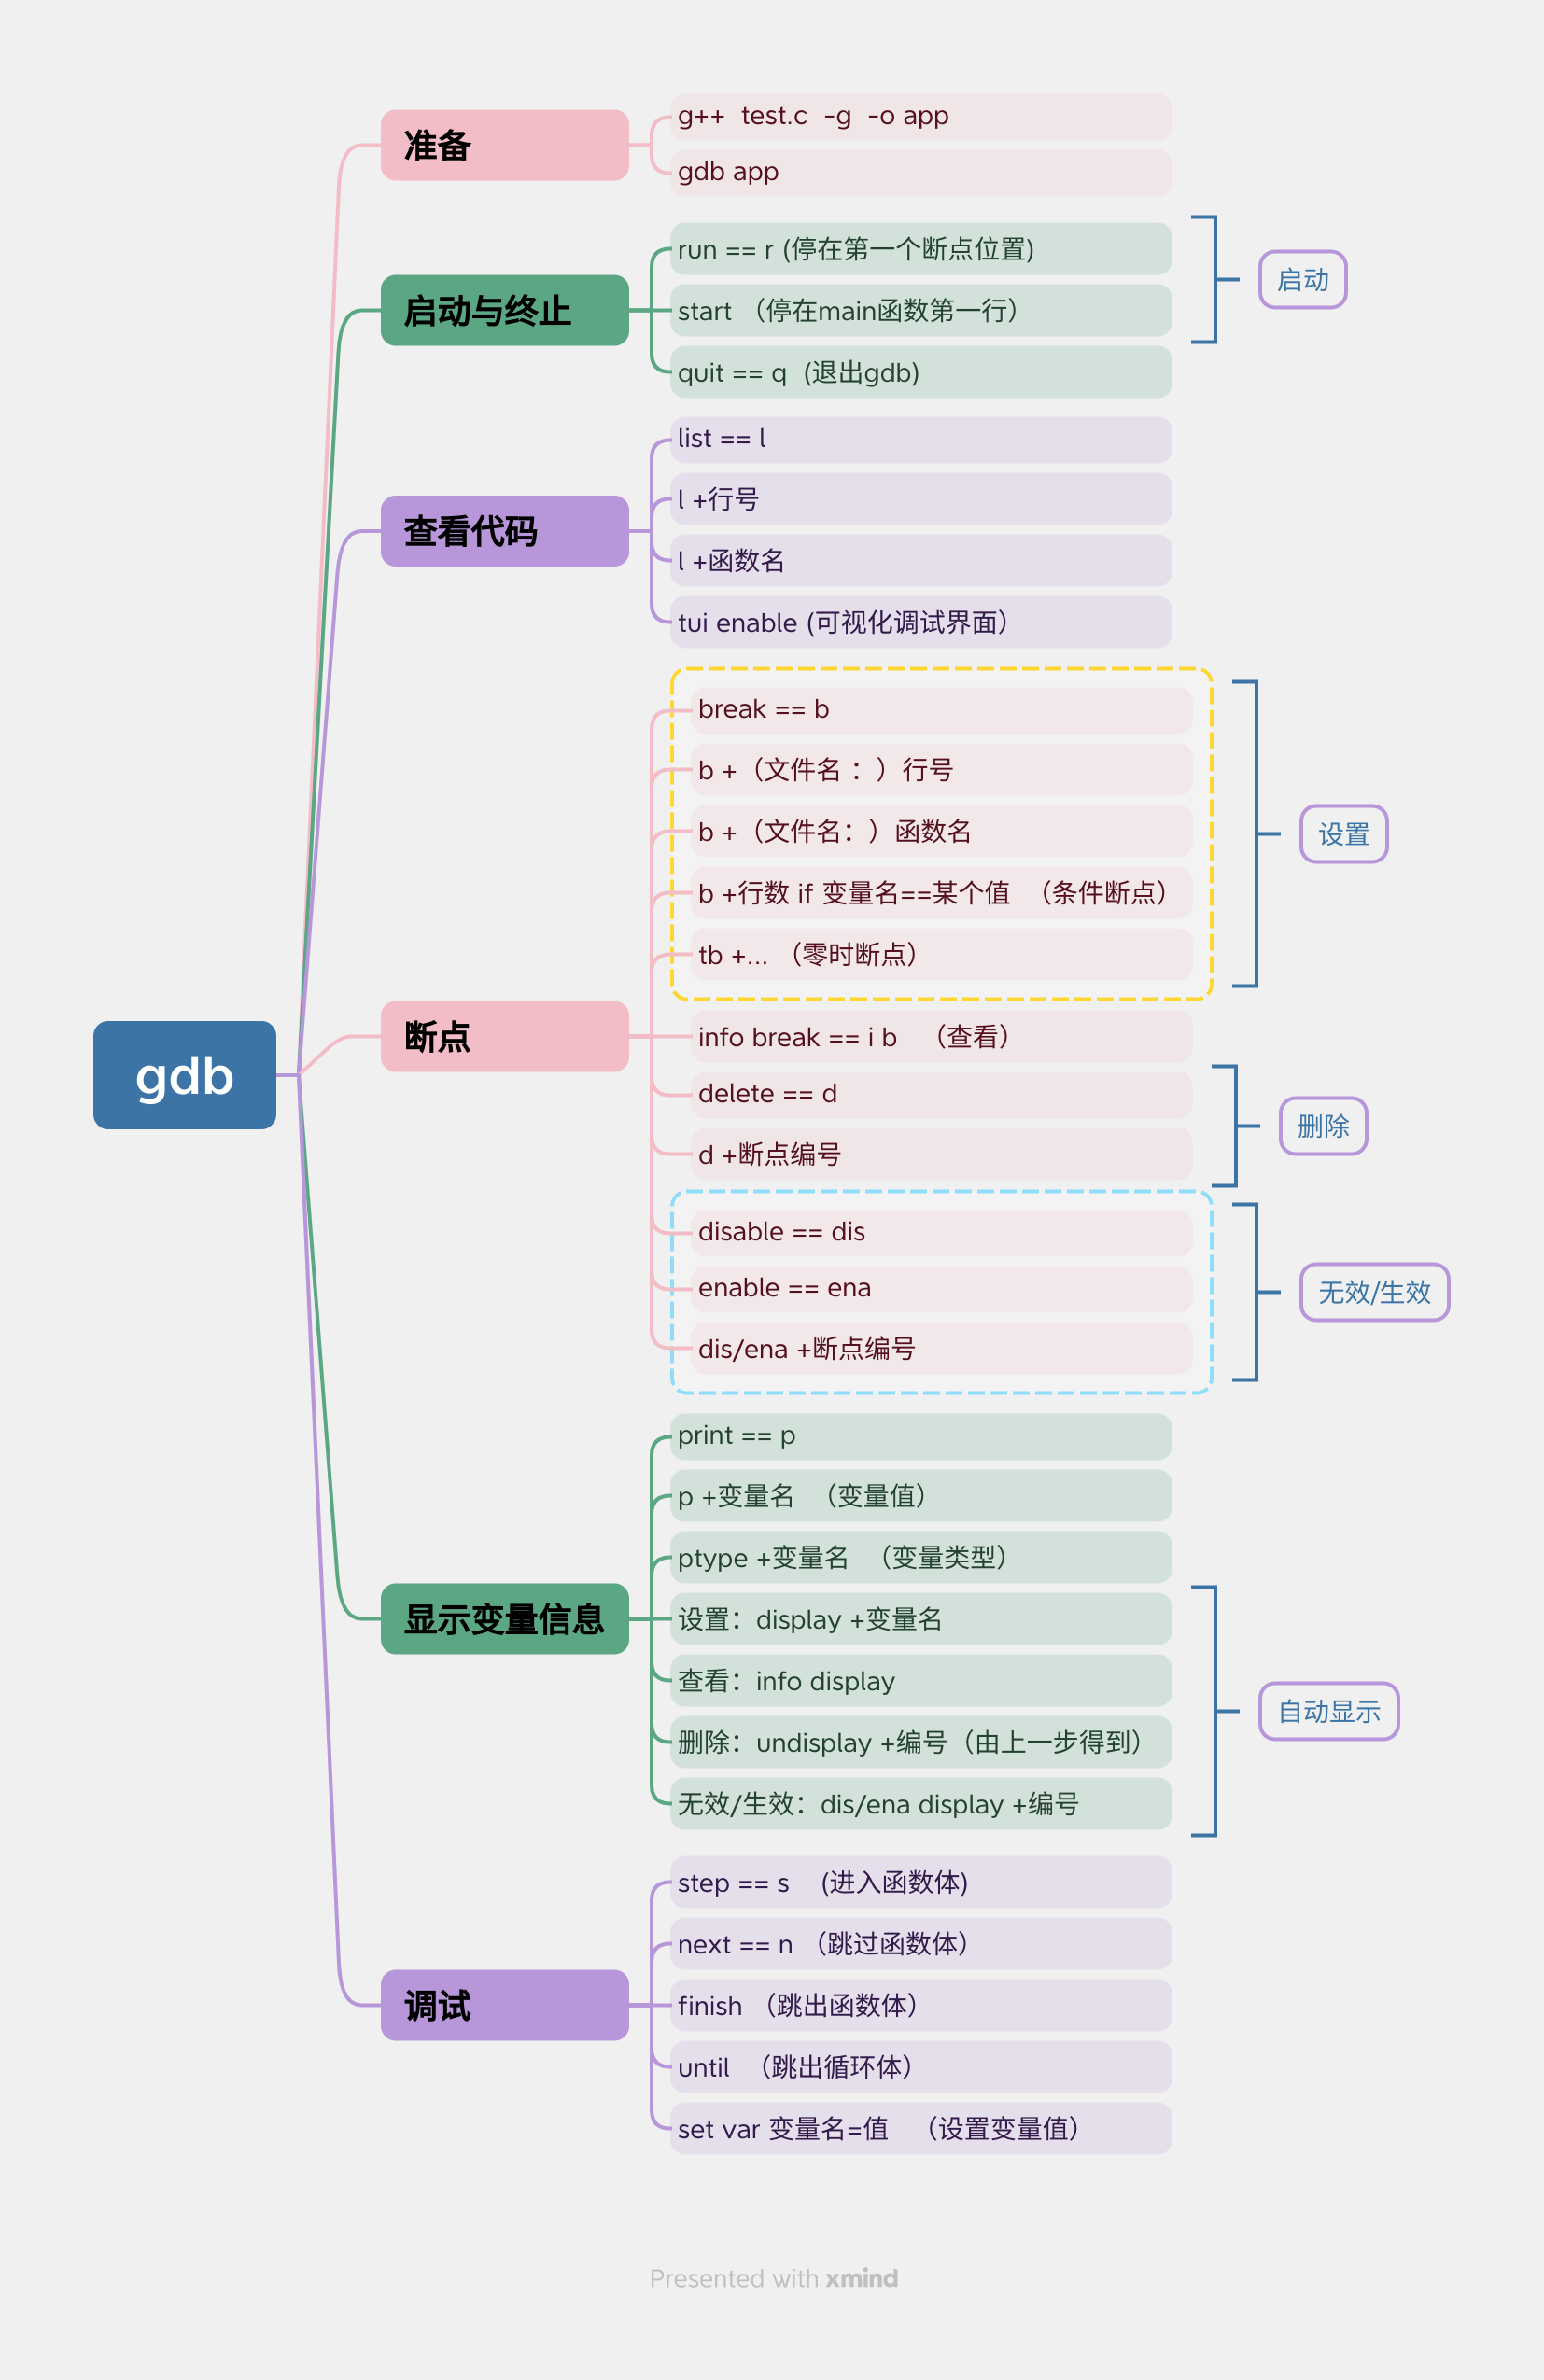 gdb
准备
g++  test.c  -g  -o app
gdb app
启动与终止
run == r (停在第一个断点位置)
start （停在main函数第一行）
quit == q  (退出gdb)
启动
查看代码
list == l
l +行号
l +函数名
tui enable (可视化调试界面）
断点
break == b
b +（文件名 ：）行号
b +（文件名：）函数名
b +行数 if 变量名==某个值  （条件断点）
tb +... （零时断点）
设置
info break == i b   （查看）
delete == d
d +断点编号
删除
disable == dis
enable == ena
dis/ena +断点编号
无效/生效
显示变量信息
print == p
p +变量名  （变量值）
ptype +变量名  （变量类型）
设置：display +变量名
查看：info display
删除：undisplay +编号（由上一步得到）
无效/生效：dis/ena display +编号
自动显示
调试
step == s    (进入函数体)
next == n （跳过函数体）
finish （跳出函数体）
until  （跳出循环体）
set var 变量名=值   （设置变量值）
Presented with xmind